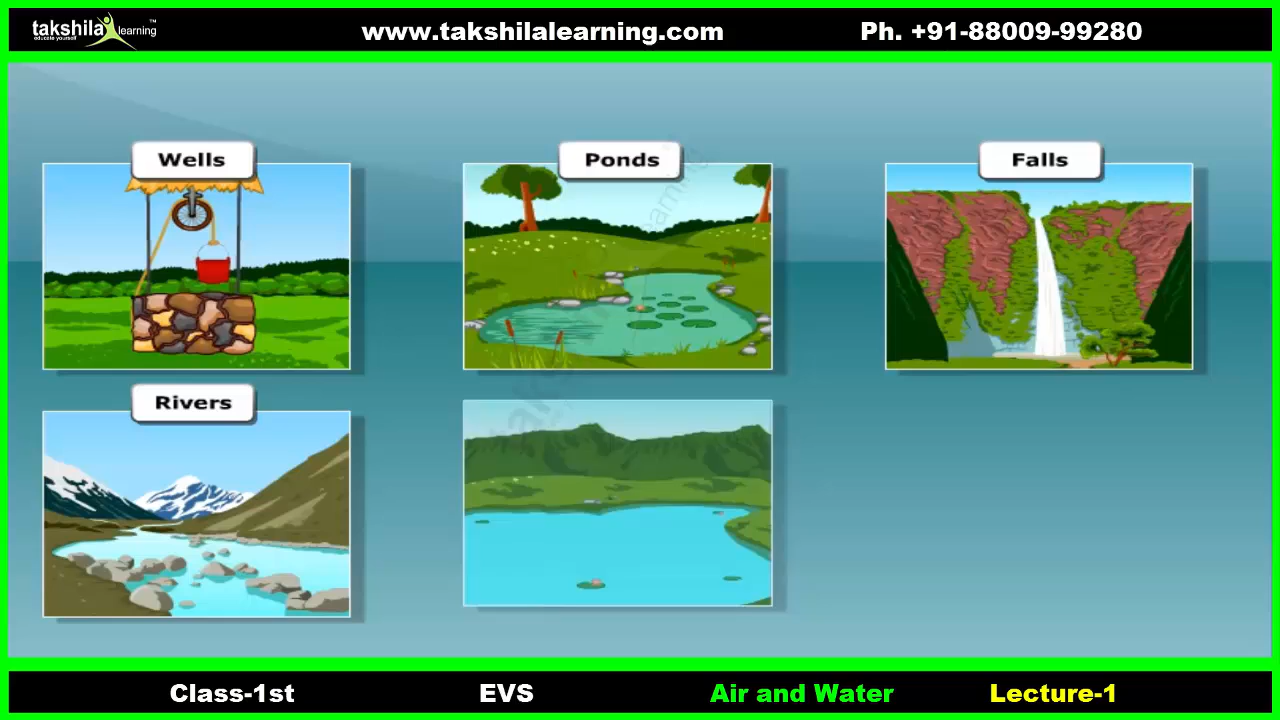 takshila learning ™
educate yourself
www.takshilalearning.com
Ph. +91-88009-99280
Wells
Ponds
Falls
Rivers
Class-1st
EVS
Air and Water
Lecture-1